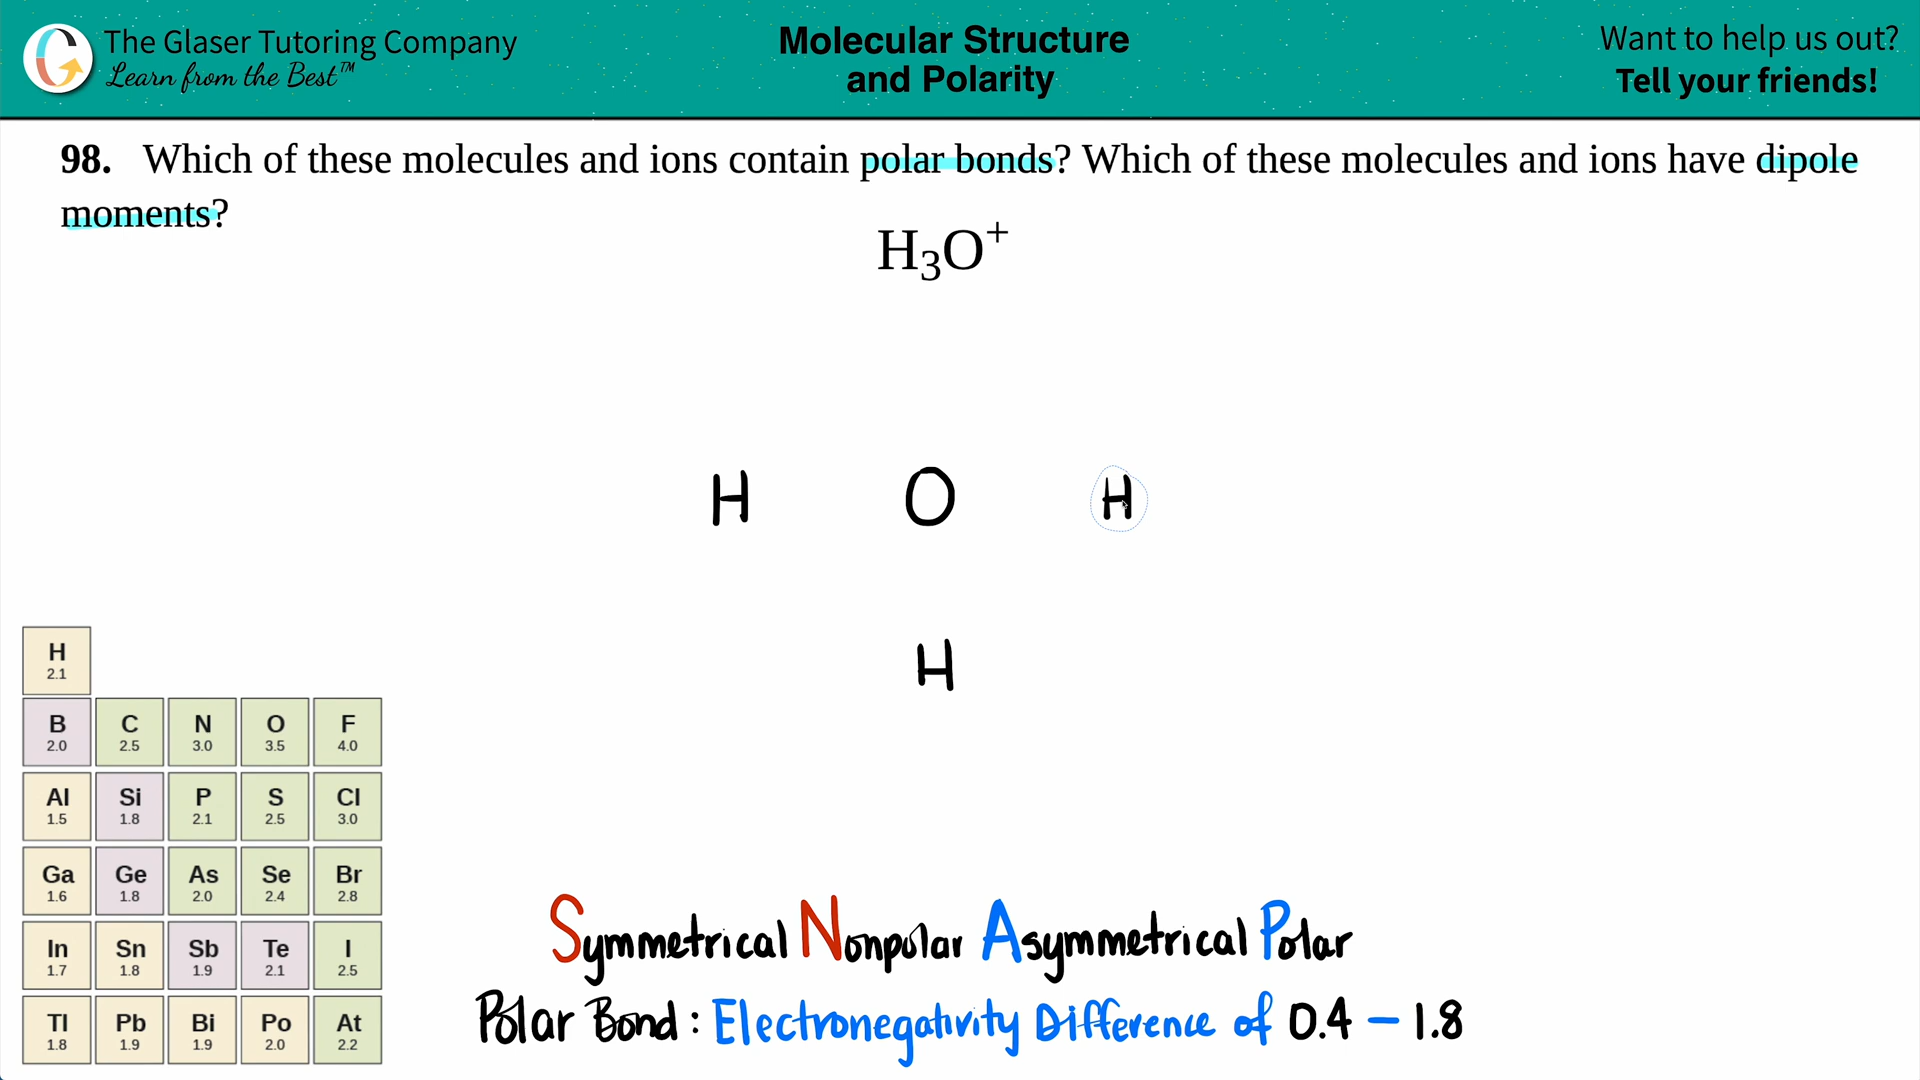 The Glaser Tutoring Company
Learn from the Best™
Molecular Structure
and Polarity
Want to help us out?
Tell your friends!
98. Which of these molecules and ions contain polar bonds? Which of these molecules and ions have dipole
moments?
H₃O⁺
H O H
H
H
2.1
B C N O F
2.0 2.5 3.0 3.5 4.0
Al Si P S Cl
1.5 1.8 2.1 2.5 3.0
Ga Ge As Se Br
1.6 1.8 2.0 2.4 2.8
In Sn Sb Te I
1.7 1.8 1.9 2.1 2.5
Tl Pb Bi Po At
1.8 1.9 1.9 2.0 2.2
Symmetrical Nonpolar Asymmetrical Polar
Polar Bond: Electronegativity Difference of 0.4 – 1.8